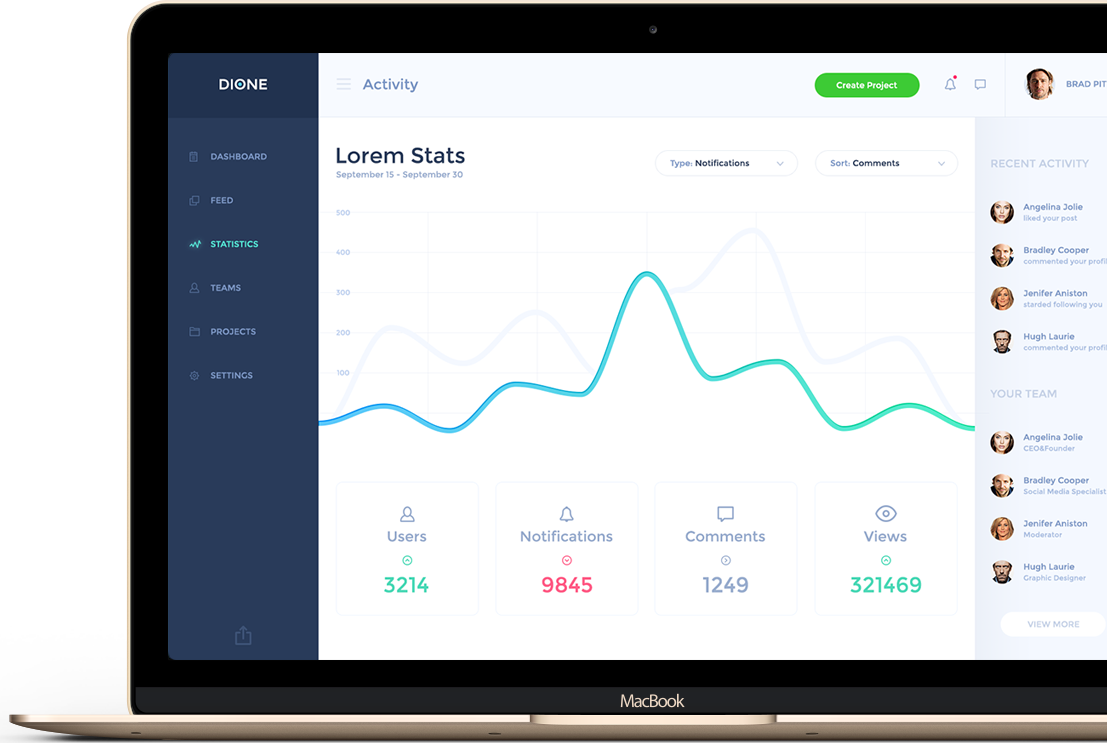 DIONE
Activity
Create Project
BRAD PIT
DASHBOARD
FEED
STATISTICS
TEAMS
PROJECTS
SETTINGS
Lorem Stats
September 15 - September 30
Type: Notifications
Sort: Comments
500
400
300
200
100
Users
3214
Notifications
9845
Comments
1249
Views
321469
RECENT ACTIVITY
Angelina Jolie
liked your post
Bradley Cooper
commented your profil
Jenifer Aniston
starded following you
Hugh Laurie
commented your profil
YOUR TEAM
Angelina Jolie
CEO&Founder
Bradley Cooper
Social Media Specialist
Jenifer Aniston
Moderator
Hugh Laurie
Graphic Designer
VIEW MORE
MacBook